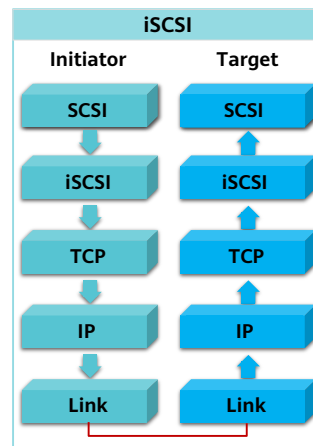 iSCSI
Initiator Target
SCSI SCSI
iSCSI iSCSI
TCP TCP
IP IP
Link Link